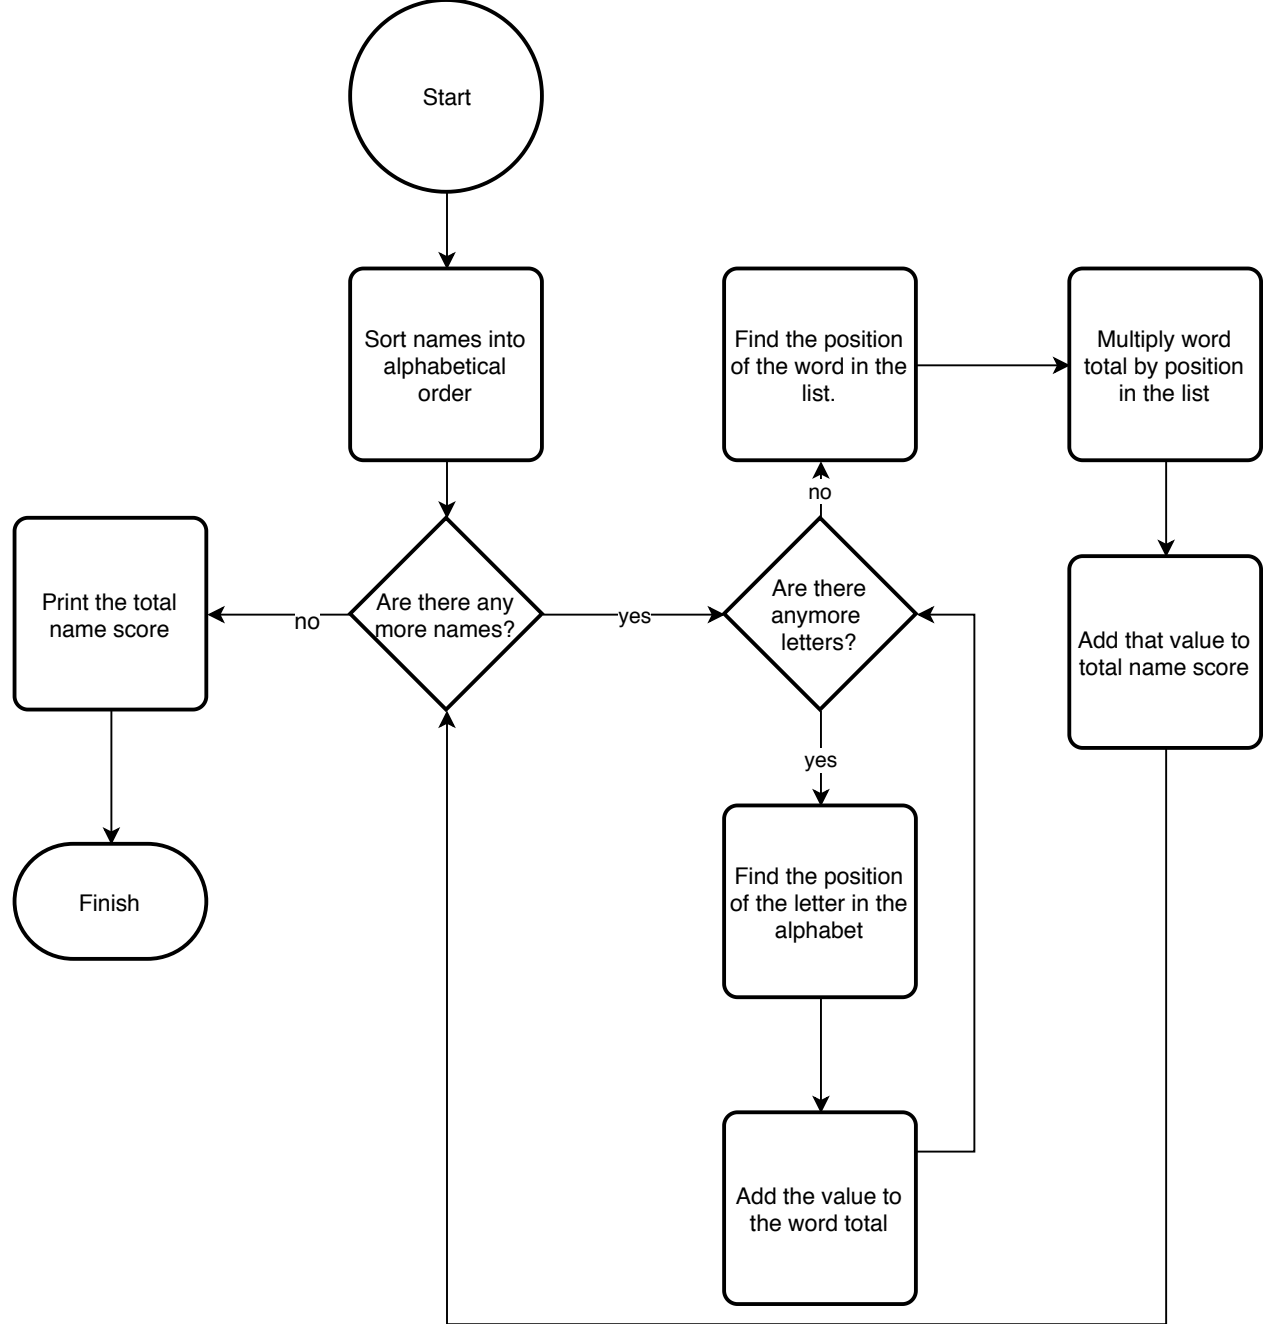 Start
Sort names into
alphabetical
order
Find the position
of the word in the
list.
Multiply word
total by position
in the list
no
Print the total
name score
no
Are there any
more names?
yes
Are there
anymore
letters?
Add that value to
total name score
yes
Finish
Find the position
of the letter in the
alphabet
Add the value to
the word total